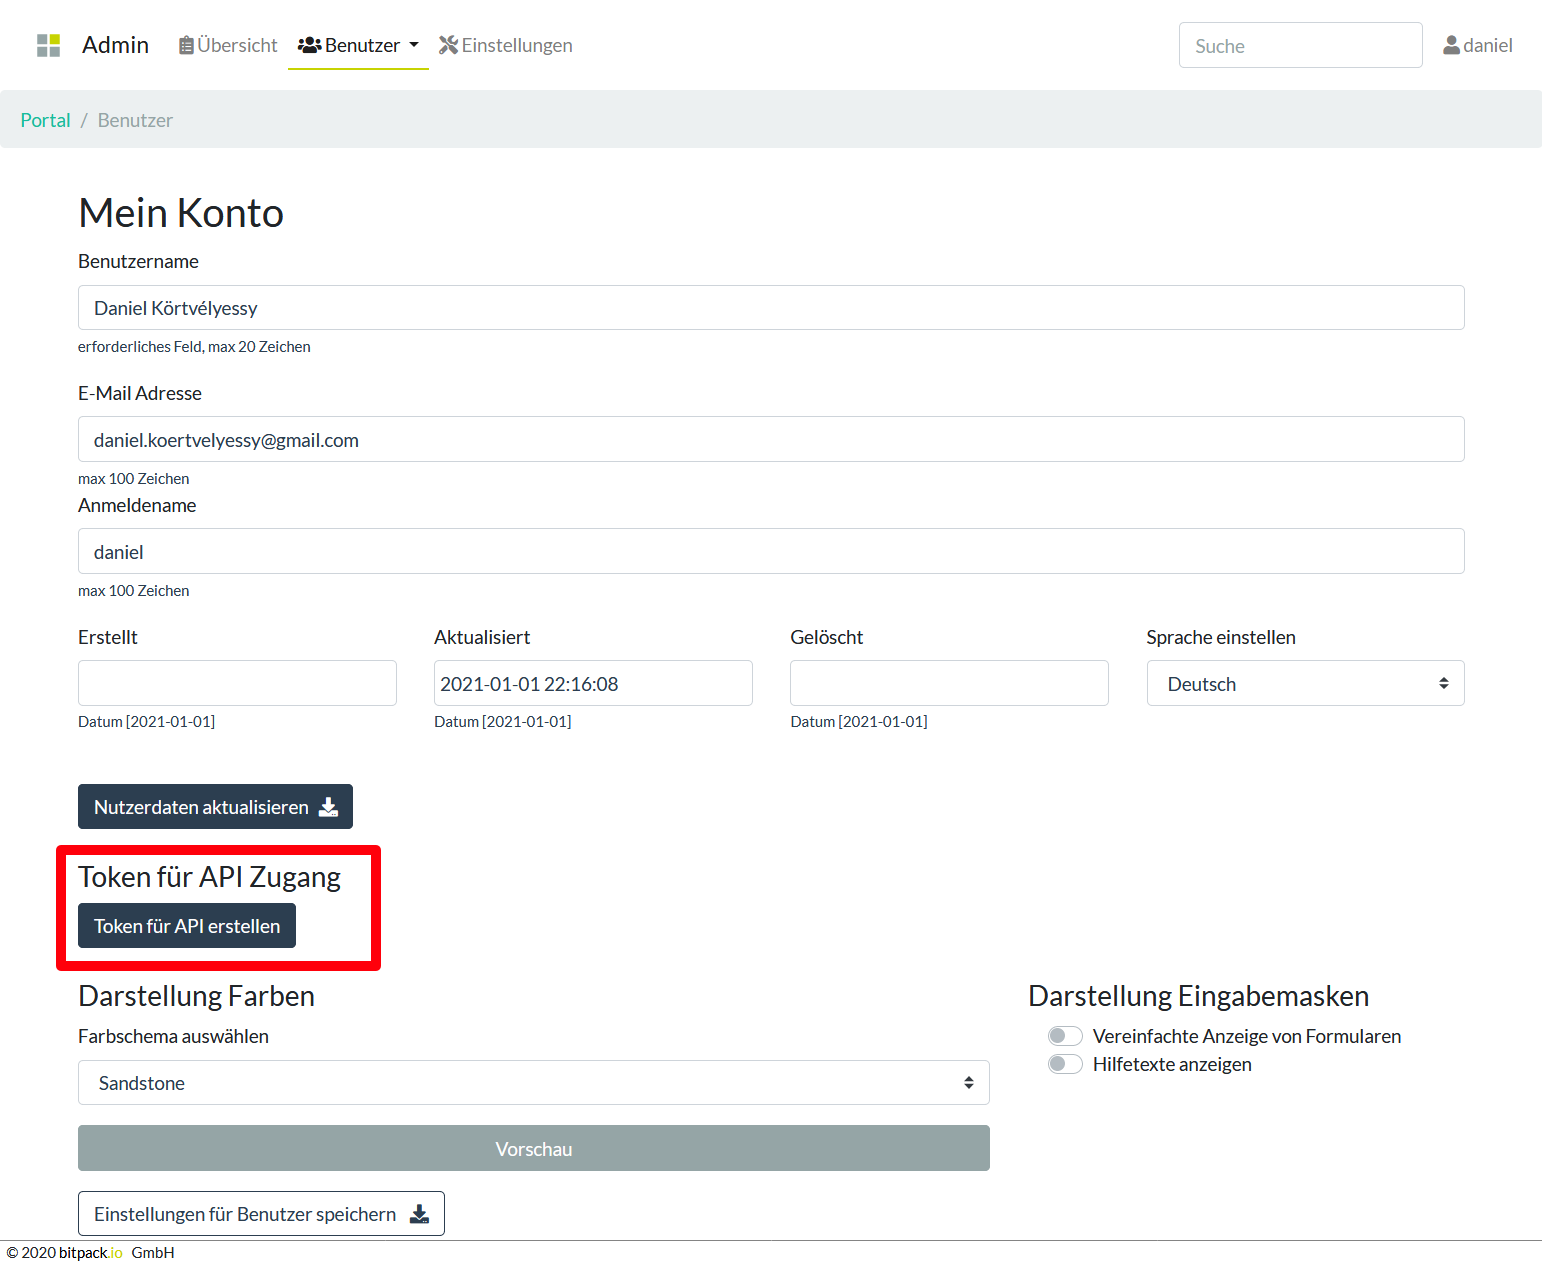 Admin Übersicht Benutzer Einstellungen Suche daniel
Portal / Benutzer
Mein Konto
Benutzername
Daniel Körtvélyessy
erforderliches Feld, max 20 Zeichen
E-Mail Adresse
daniel.koertvelyessy@gmail.com
max 100 Zeichen
Anmeldename
daniel
max 100 Zeichen
Erstellt Aktualisiert Gelöscht Sprache einstellen
2021-01-01 22:16:08 Deutsch
Datum [2021-01-01] Datum [2021-01-01] Datum [2021-01-01]
Nutzerdaten aktualisieren
Token für API Zugang
Token für API erstellen
Darstellung Farben Darstellung Eingabemasken
Farbschema auswählen Vereinfachte Anzeige von Formularen
Hilfetexte anzeigen
Sandstone
Vorschau
Einstellungen für Benutzer speichern
© 2020 bitpack.io GmbH